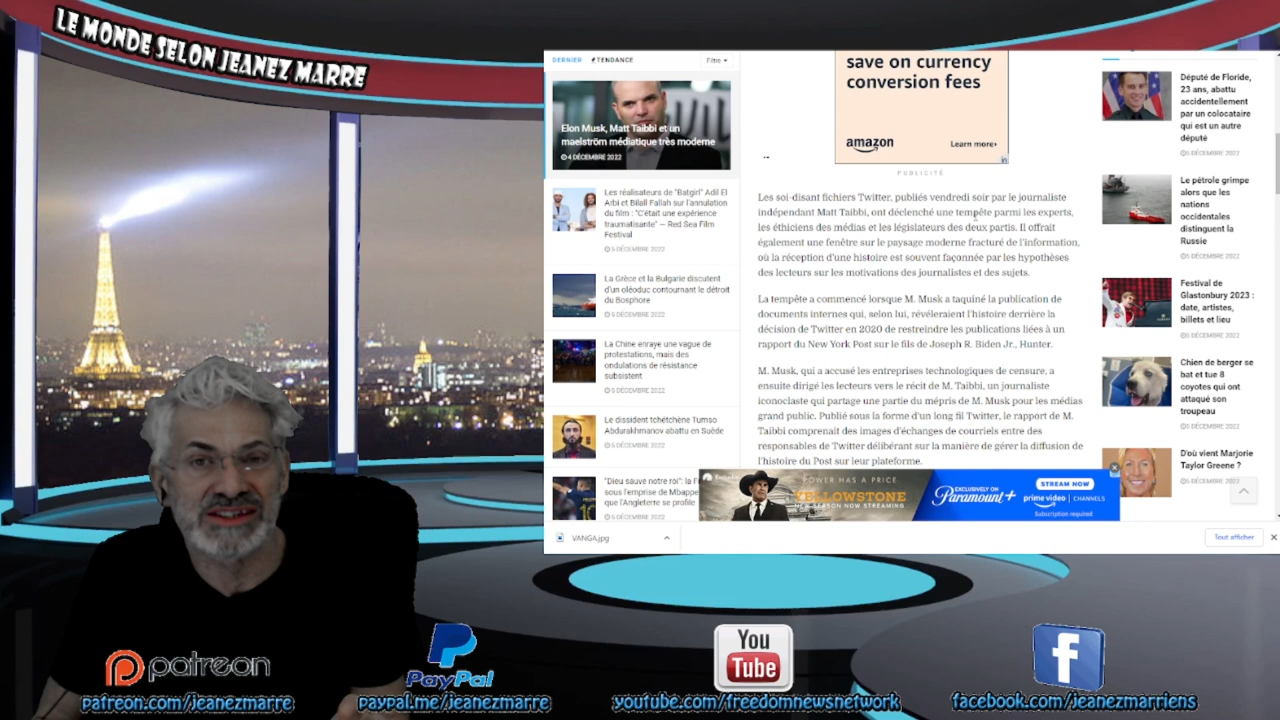 LE MONDE SELON JEANEZ MARRE
DERNIER
TENDANCE
Filtre
Elon Musk, Matt Taibbi et un
maelström médiatique très moderne
4 DÉCEMBRE 2022
Les réalisateurs de "Batgirl" Adil El
Arbi et Bilall Fallah sur l'annulation
du film : "C'était une expérience
traumatisante" — Red Sea Film
Festival
5 DÉCEMBRE 2022
La Grèce et la Bulgarie discutent
d'un oléoduc contournant le détroit
du Bosphore
5 DÉCEMBRE 2022
La Chine enraye une vague de
protestations, mais des
ondulations de résistance
subsistent
5 DÉCEMBRE 2022
Le dissident tchétchène Tumso
Abdurakhmanov abattu en Suède
5 DÉCEMBRE 2022
"Dieu sauve notre roi": la F
sous l'emprise de Mbappe
que l'Angleterre se profile
5 DÉCEMBRE 2022
save on currency
conversion fees
amazon
Learn more
PUBLICITÉ
Les soi-disant fichiers Twitter, publiés vendredi soir par le journaliste
indépendant Matt Taibbi, ont déclenché une tempête parmi les experts,
les éthiciens des médias et les législateurs des deux partis. Il offrait
également une fenêtre sur le paysage moderne fracturé de l'information,
où la réception d'une histoire est souvent façonnée par les hypothèses
des lecteurs sur les motivations des journalistes et des sujets.
La tempête a commencé lorsque M. Musk a taquiné la publication de
documents internes qui, selon lui, révéleraient l'histoire derrière la
décision de Twitter en 2020 de restreindre les publications liées à un
rapport du New York Post sur le fils de Joseph R. Biden Jr., Hunter.
M. Musk, qui a accusé les entreprises technologiques de censure, a
ensuite dirigé les lecteurs vers le récit de M. Taibbi, un journaliste
iconoclaste qui partage une partie du mépris de M. Musk pour les médias
grand public. Publié sous la forme d'un long fil Twitter, le rapport de M.
Taibbi comprenait des images d'échanges de courriels entre des
responsables de Twitter délibérant sur la manière de gérer la diffusion de
l'histoire du Post sur leur plateforme.
Député de Floride,
23 ans, abattu
accidentellement
par un colocataire
qui est un autre
député
5 DÉCEMBRE 2022
Le pétrole grimpe
alors que les
nations
occidentales
distinguent la
Russie
5 DÉCEMBRE 2022
Festival de
Glastonbury 2023 :
date, artistes,
billets et lieu
5 DÉCEMBRE 2022
Chien de berger se
bat et tue 8
coyotes qui ont
attaqué son
troupeau
5 DÉCEMBRE 2022
D'où vient Marjorie
Taylor Greene ?
5 DÉCEMBRE 2022
POWER HAS A PRICE
YELLOWSTONE
NEW SEASON NOW STREAMING
EXCLUSIVELY ON
Paramount+
STREAM NOW
prime video | CHANNELS
Subscription required
VANGA.jpg
Tout afficher
patreon
PayPal
You
Tube
f
patreon.com/jeanezmarre
paypal.me/jeanezmarre
youtube.com/freedomnewsnetwork
facebook.com/jeanezmarriens